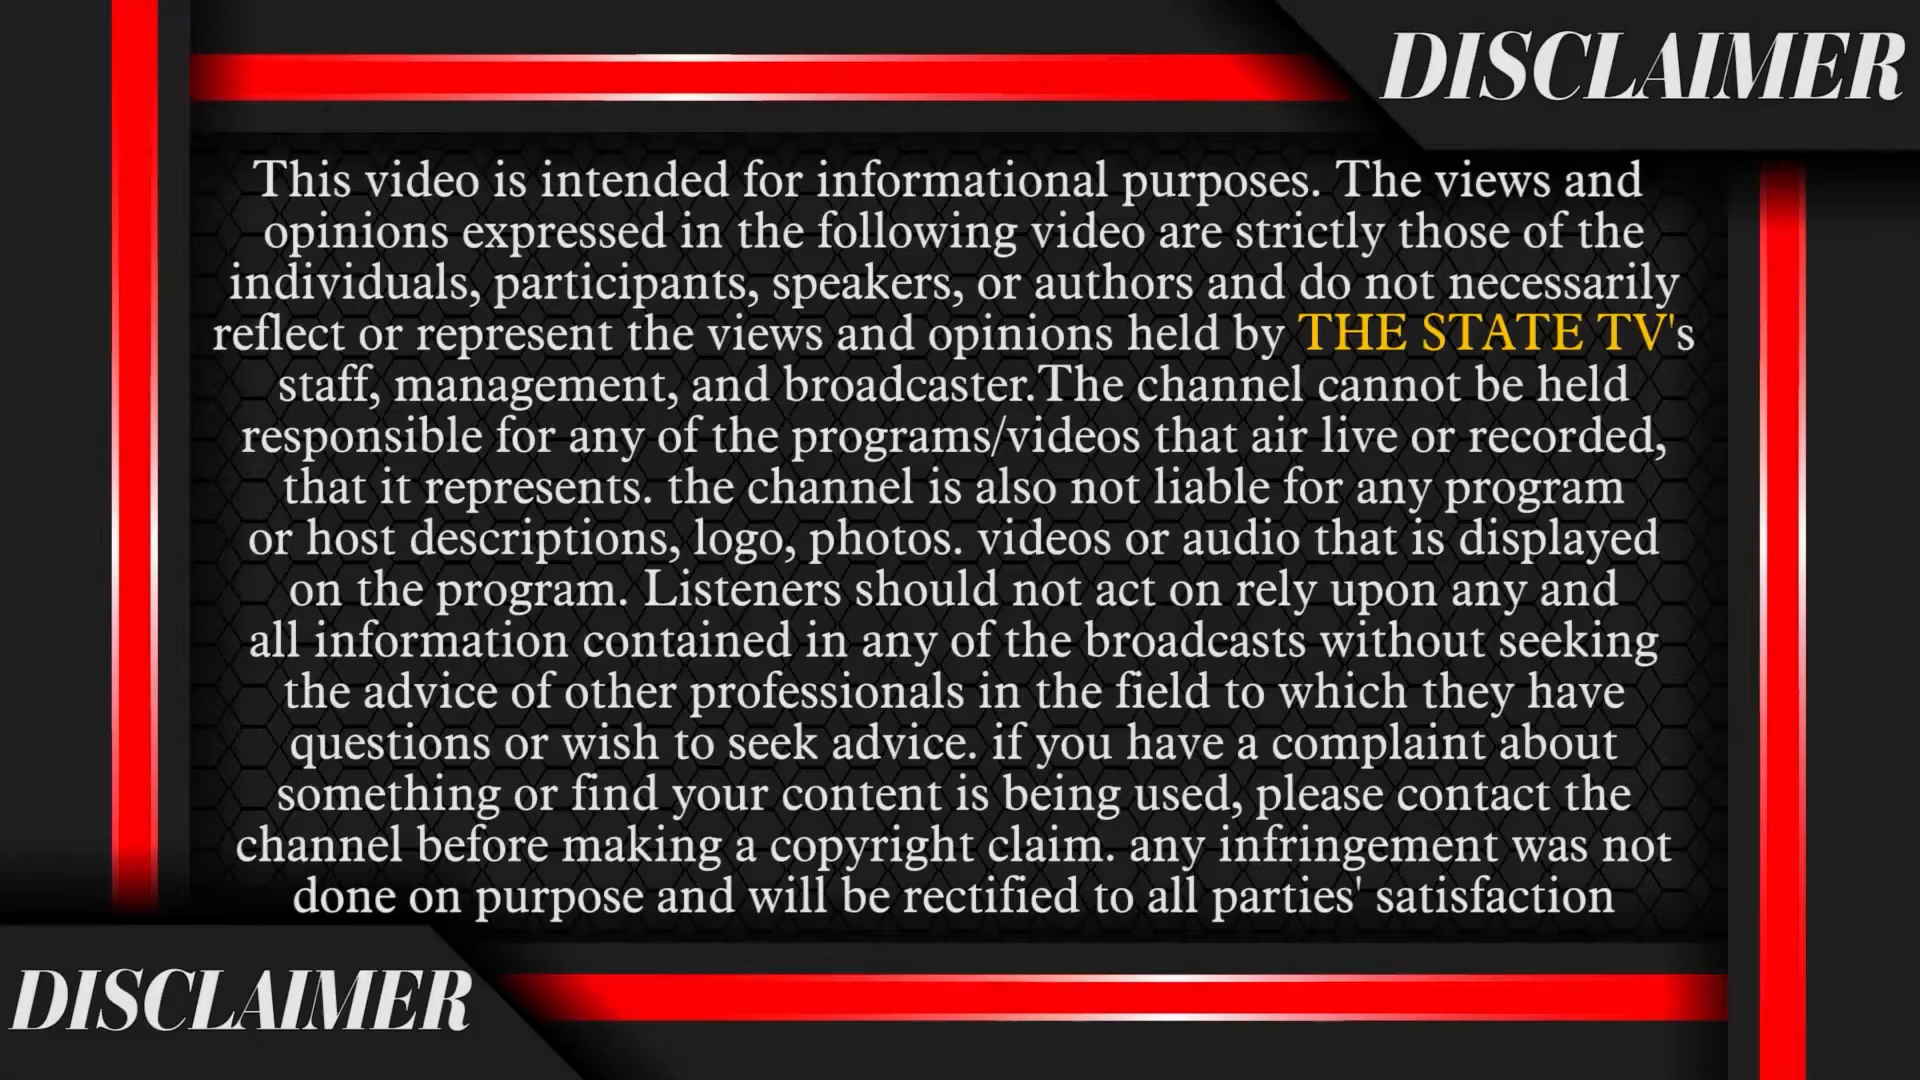 DISCLAIMER
This video is intended for informational purposes. The views and
opinions expressed in the following video are strictly those of the
individuals, participants, speakers, or authors and do not necessarily
reflect or represent the views and opinions held by THE STATE TV's
staff, management, and broadcaster.The channel cannot be held
responsible for any of the programs/videos that air live or recorded,
that it represents. the channel is also not liable for any program
or host descriptions, logo, photos. videos or audio that is displayed
on the program. Listeners should not act on rely upon any and
all information contained in any of the broadcasts without seeking
the advice of other professionals in the field to which they have
questions or wish to seek advice. if you have a complaint about
something or find your content is being used, please contact the
channel before making a copyright claim. any infringement was not
done on purpose and will be rectified to all parties' satisfaction
DISCLAIMER